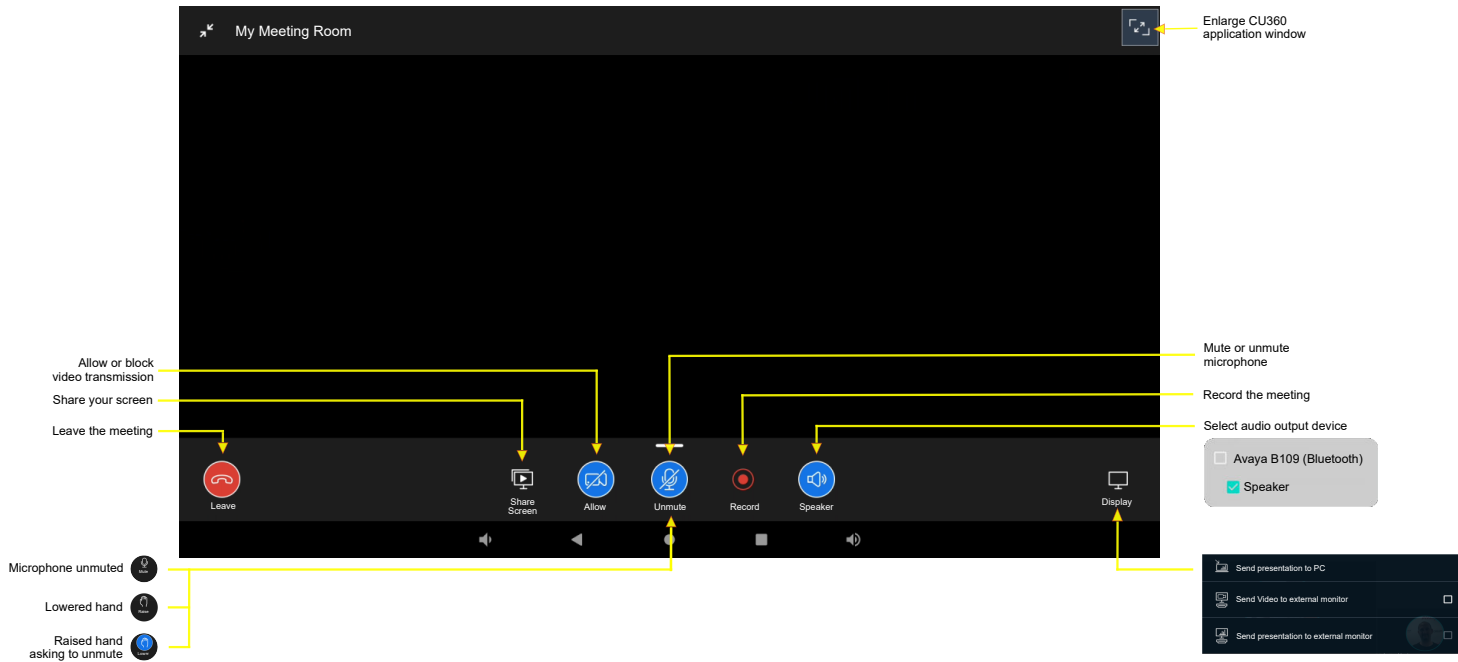 My Meeting Room
Enlarge CU360
application window
Allow or block
video transmission
Share your screen
Leave the meeting
Mute or unmute
microphone
Record the meeting
Select audio output device
Avaya B109 (Bluetooth)
Speaker
Leave
Share
Screen
Allow
Unmute
Record
Speaker
Display
Microphone unmuted
Mute
Lowered hand
Raise
Raised hand
asking to unmute
Lower
Send presentation to PC
Send Video to external monitor
Send presentation to external monitor